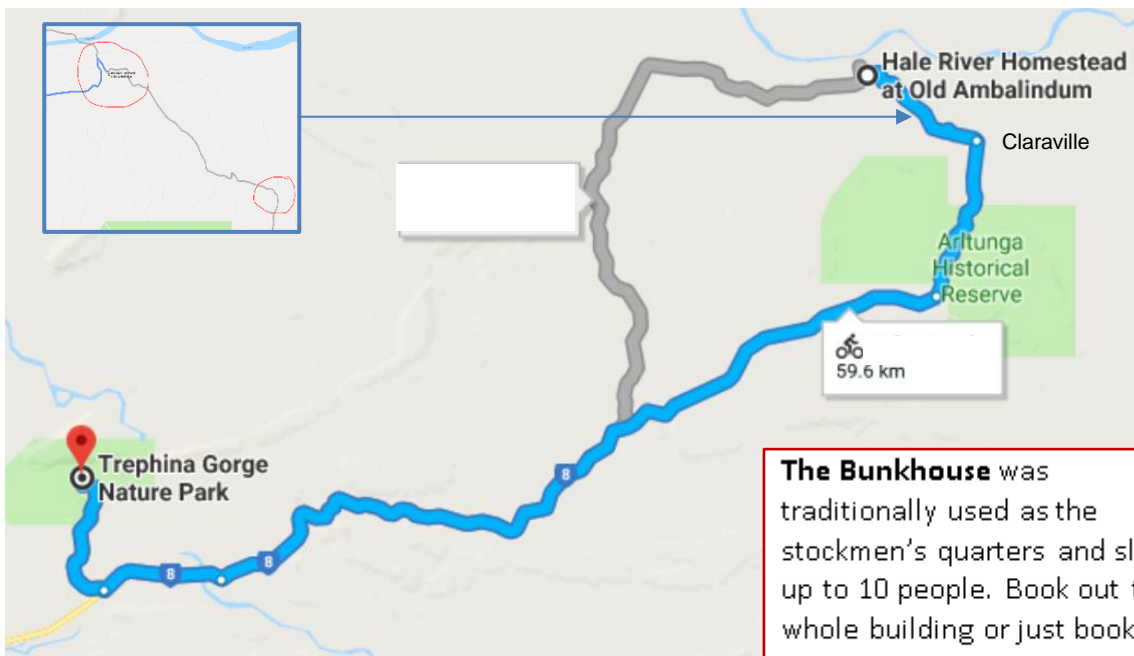 Hale River Homestead
at Old Ambalindum
Claraville
Arltunga
Historical
Reserve
59.6 km
8
Trephina Gorge
Nature Park
8
8
The Bunkhouse was
traditionally used as the
stockmen's quarters and sl
up to 10 people. Book out
whole building or just book